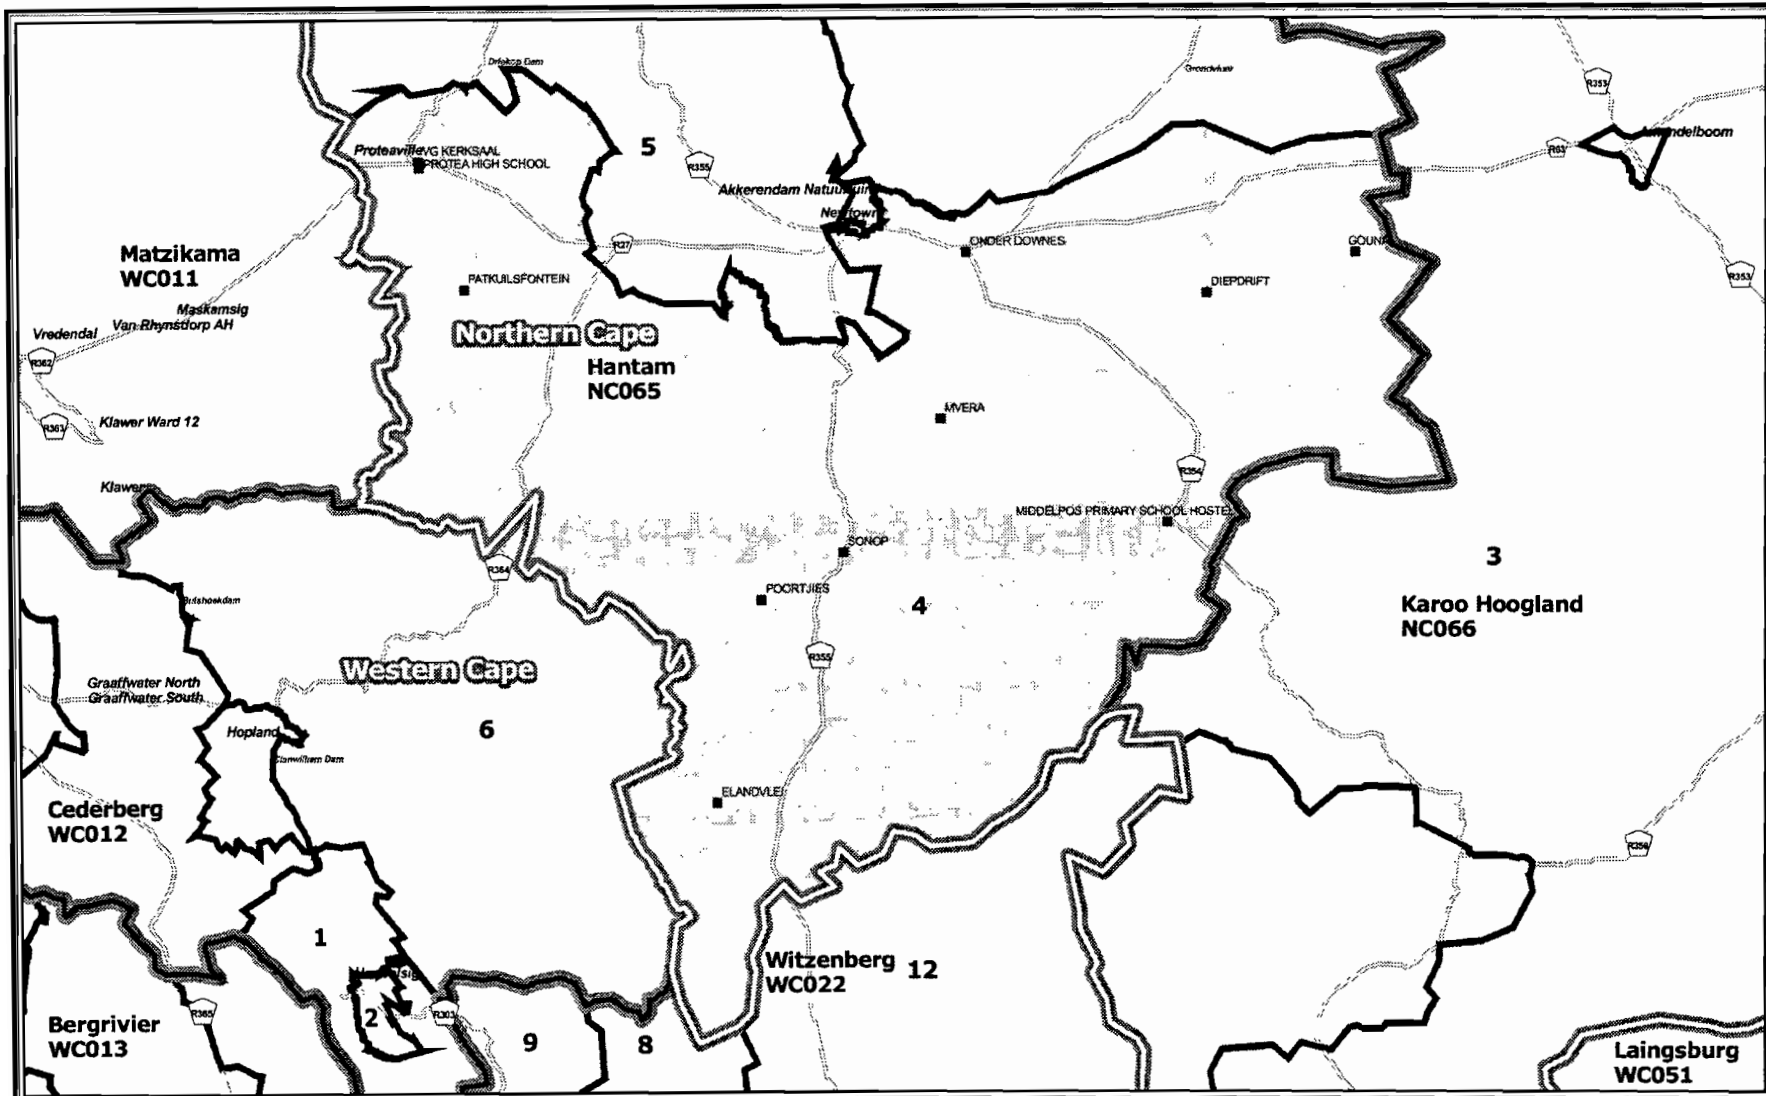 Driekop Dam
Grondvloer
R353
Amandelboom
R63
Proteaville
VG KERKSAAL
PROTEA HIGH SCHOOL
5
R355
Akkerendam
R27
ONDER DOWNES
GOUNA
R353
Matzikama
WC011
PATKUILSFONTEIN
DIEPDRIFT
Maskamsig
Van Rhynsdorp AH
Vredendal
R362
Northern Cape
Hantam
NC065
MVERA
R363
Klawer Ward 12
R354
Klawer
MIDDELPOS PRIMARY SCHOOL HOSTEL
SONOP
R364
3
Karoo Hoogland
NC066
Bulshoekdam
POORTJIES
4
R355
Western Cape
Graaffwater North
Graaffwater South
6
Hopland
Clanwilliam Dam
ELANDVLEI
Cederberg
WC012
R356
1
Witzenberg
WC022
12
2
R365
R303
Bergrivier
WC013
9
8
Laingsburg
WC051